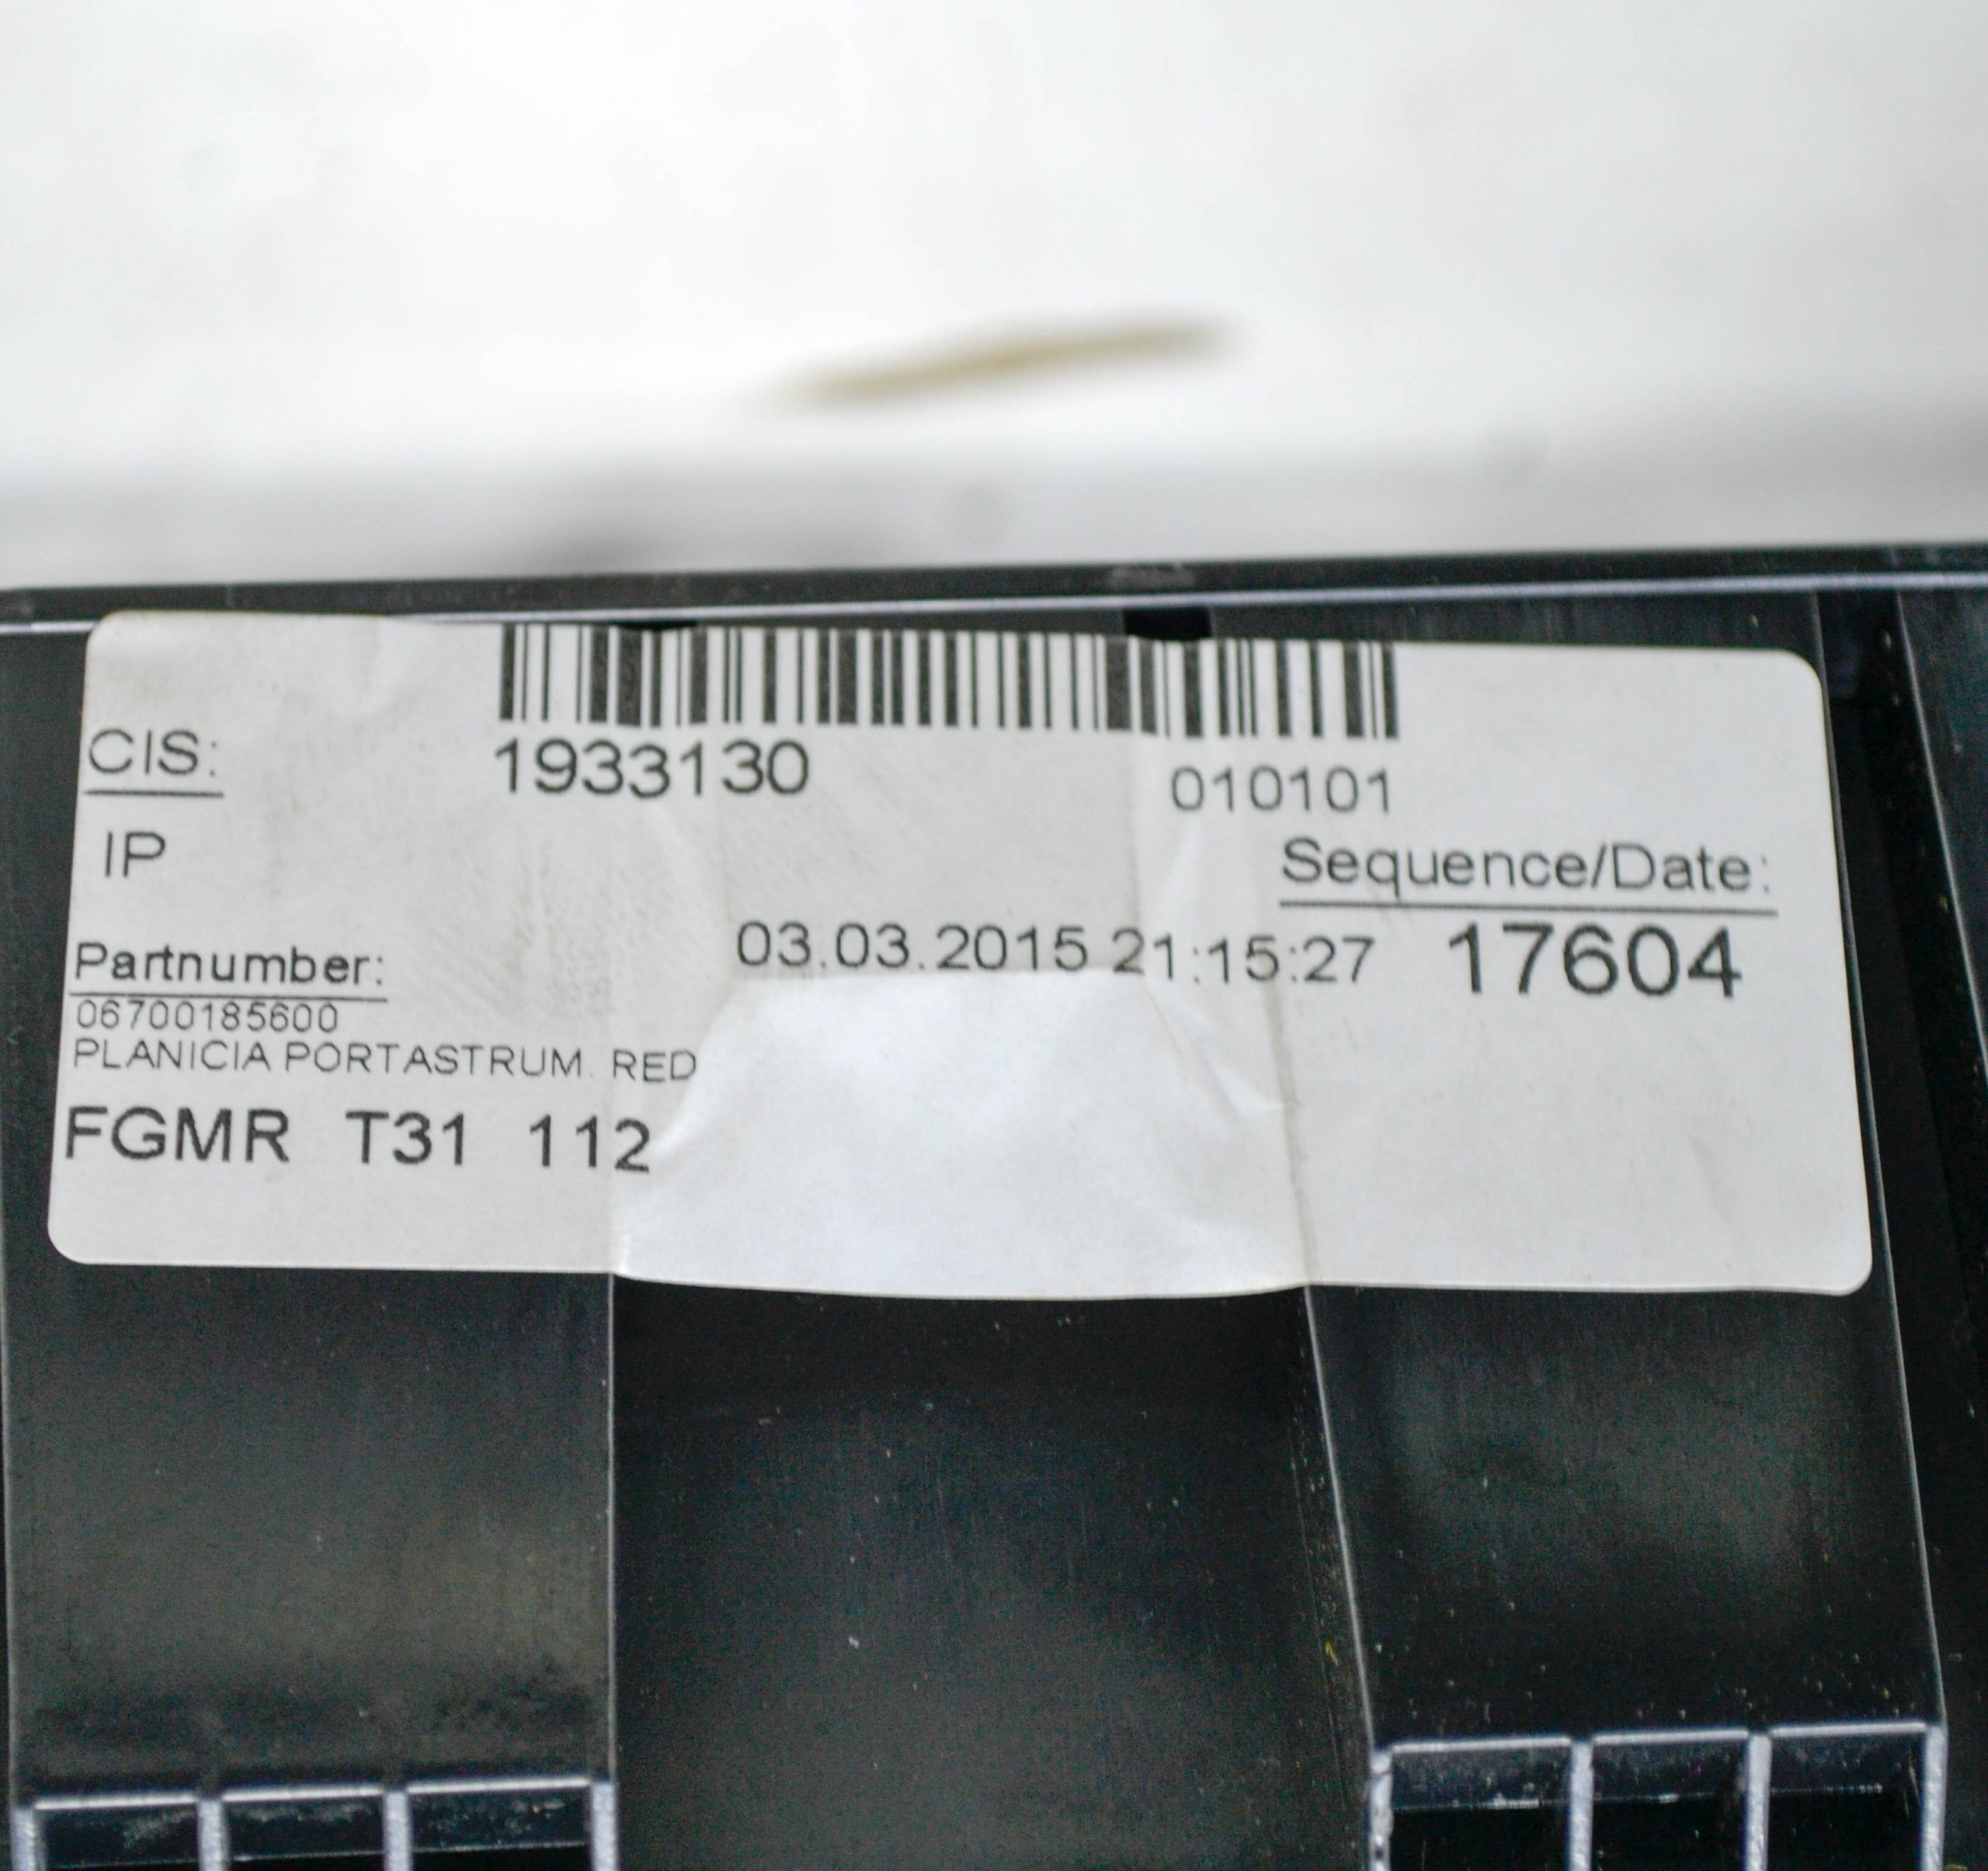 CIS:
1933130
010101
IP
Sequence/Date:
03.03.2015 21:15:27 17604
Partnumber:
06700185600
PLANICIA PORTASTRUM. RED
FGMR T31 112